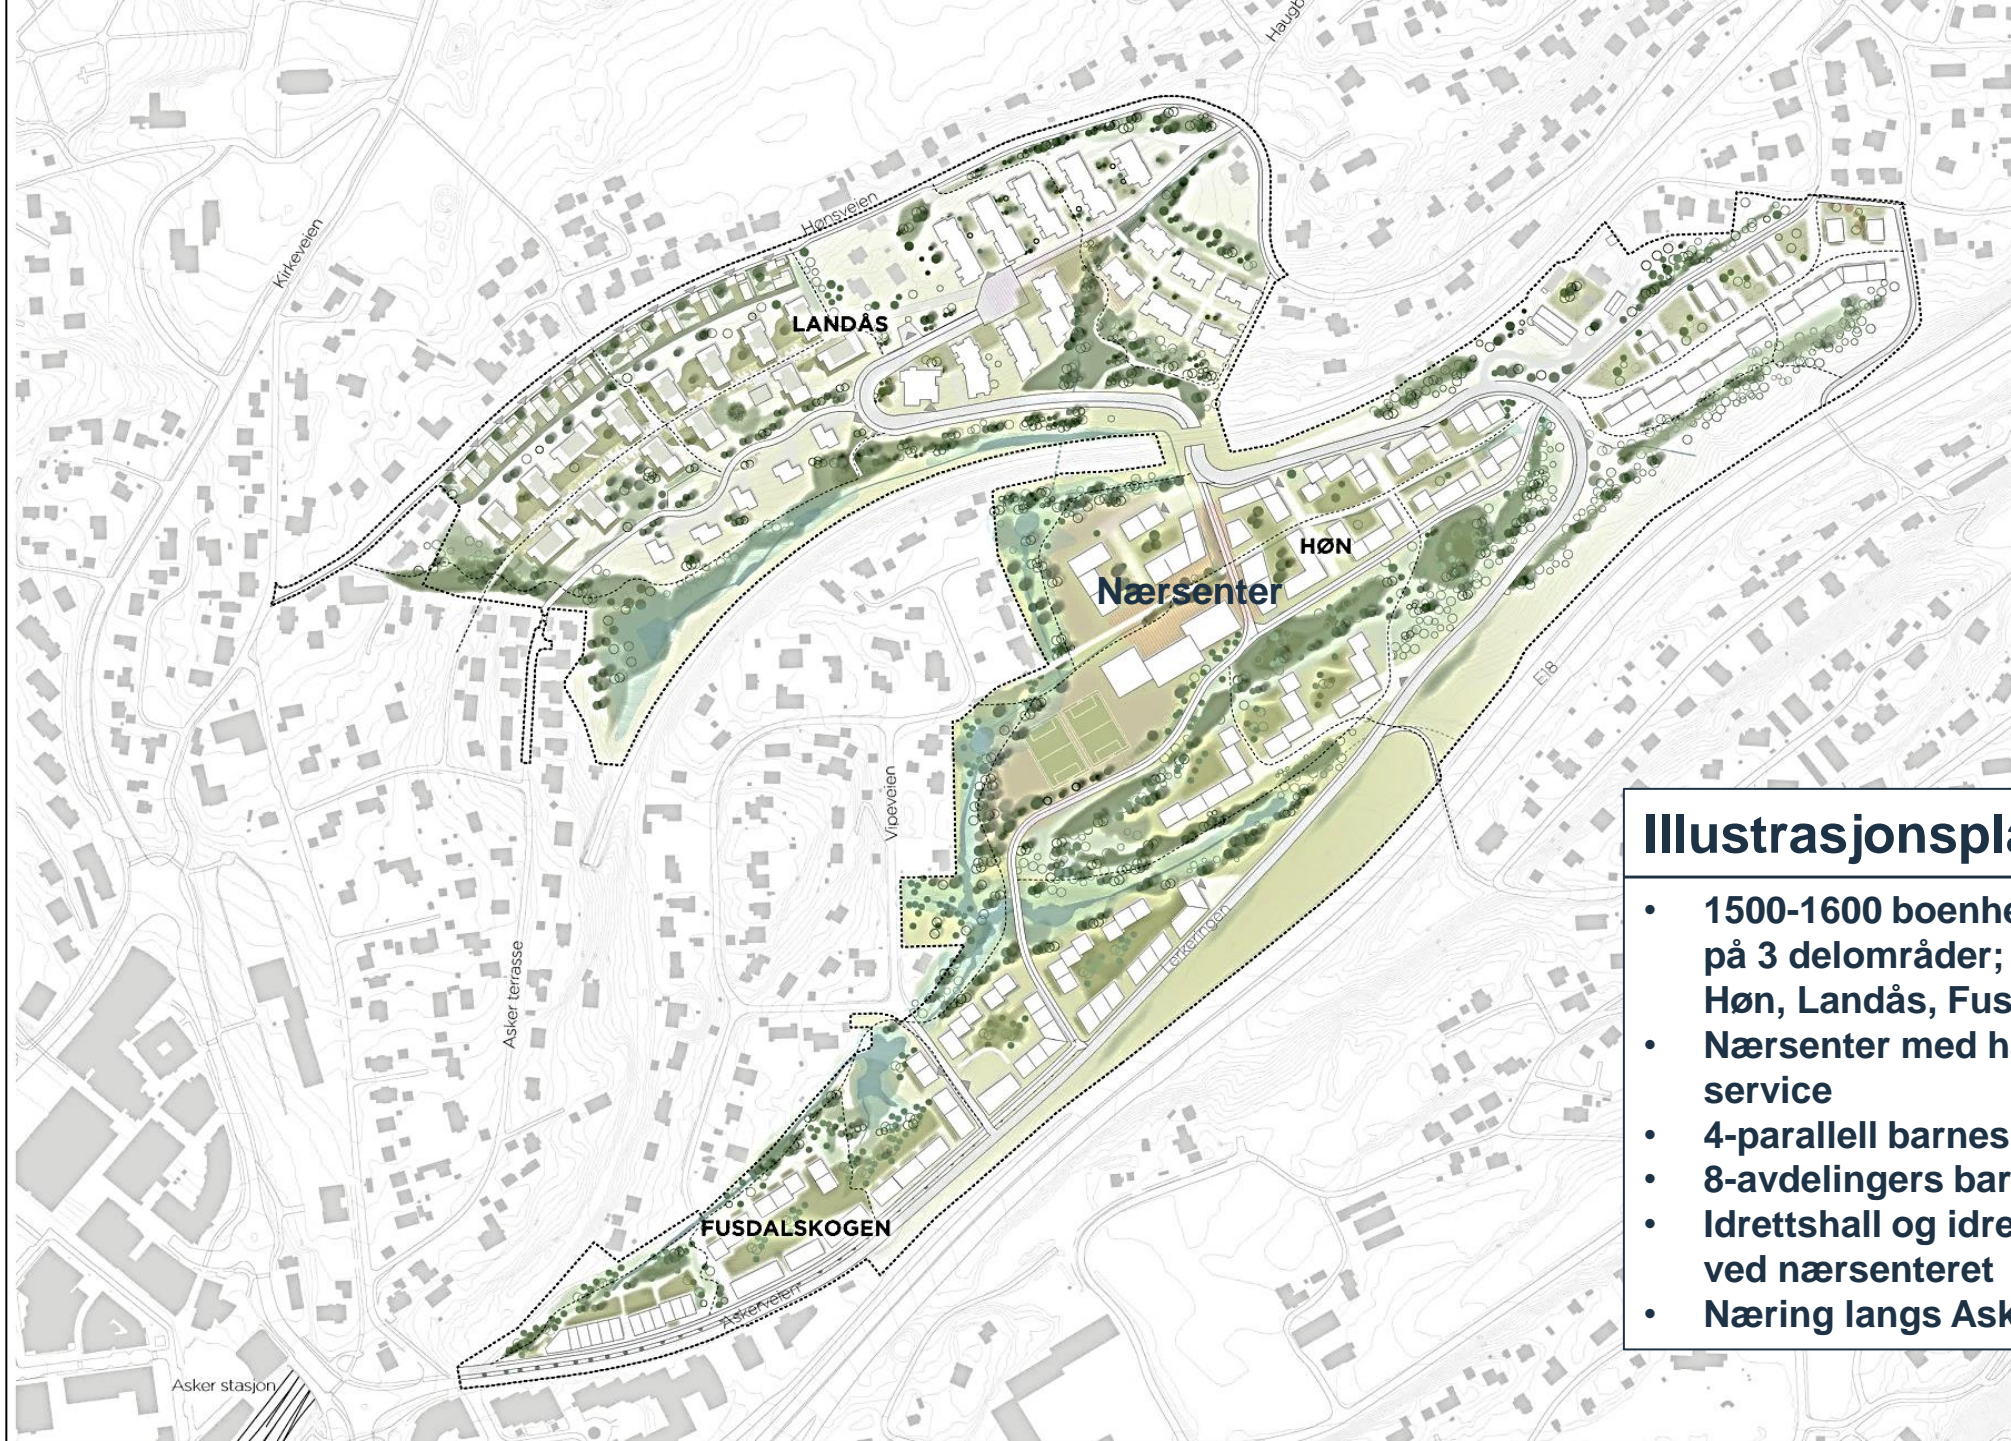 Haugb
Hønsveien
Kirkeveien
LANDÅS
HØN
Nærsenter
E18
Vipeveien
Illustrasjonspla
• 1500-1600 boenhe
på 3 delområder;
Høn, Landås, Fus
• Nærsenter med h
service
• 4-parallell barnes
• 8-avdelingers bar
• Idrettshall og idre
ved nærsenteret
• Næring langs Ask
Lerkeringen
Asker terrasse
FUSDALSKOGEN
Askerveien
Asker stasjon